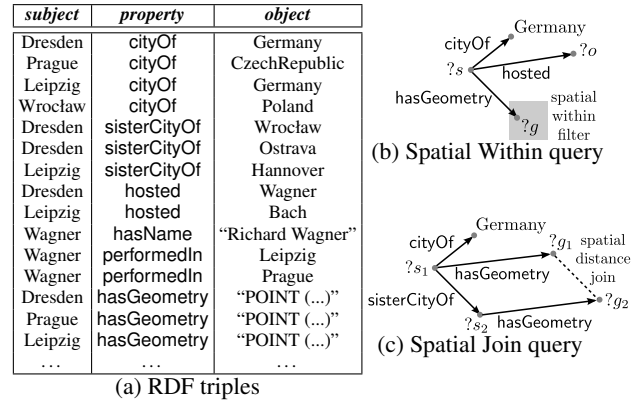 subject property object
Dresden cityOf Germany
Prague cityOf CzechRepublic
Leipzig cityOf Germany
Wrocław cityOf Poland
Dresden sisterCityOf Wrocław
Dresden sisterCityOf Ostrava
Leipzig sisterCityOf Hannover
Dresden hosted Wagner
Leipzig hosted Bach
Wagner hasName “Richard Wagner”
Wagner performedIn Leipzig
Wagner performedIn Prague
Dresden hasGeometry “POINT (...)”
Prague hasGeometry “POINT (...)”
Leipzig hasGeometry “POINT (...)”
... ... ...
(a) RDF triples
Germany
cityOf
?o
?s
hosted
hasGeometry
spatial
within
filter
?g
(b) Spatial Within query
Germany
cityOf
?g1
spatial
distance
join
?s1
hasGeometry
sisterCityOf
?g2
?s2
hasGeometry
(c) Spatial Join query